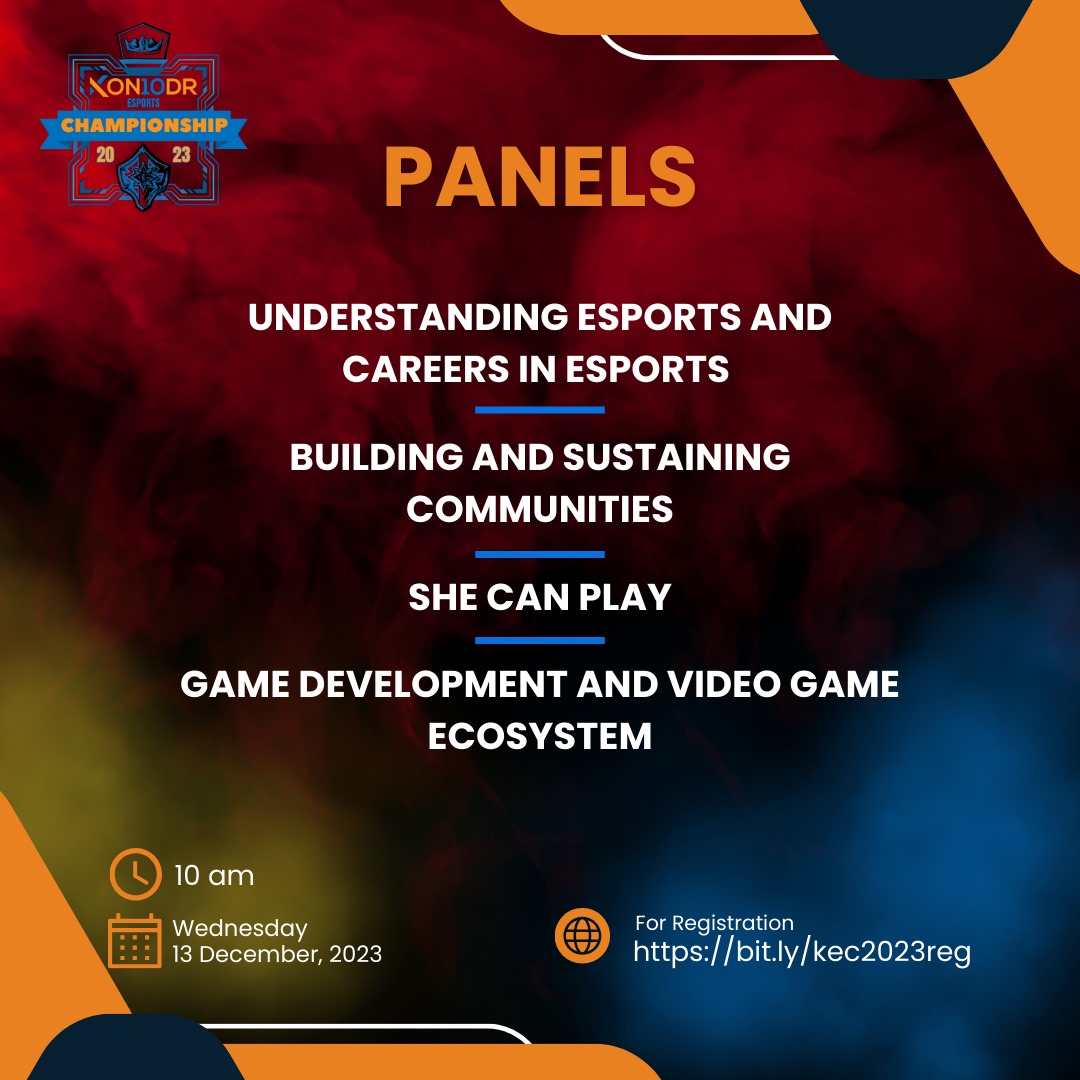 KON10DR
ESPORTS
CHAMPIONSHIP
20 23
PANELS
UNDERSTANDING ESPORTS AND
CAREERS IN ESPORTS
BUILDING AND SUSTAINING
COMMUNITIES
SHE CAN PLAY
GAME DEVELOPMENT AND VIDEO GAME
ECOSYSTEM
10 am
Wednesday
13 December, 2023
For Registration
https://bit.ly/kec2023reg